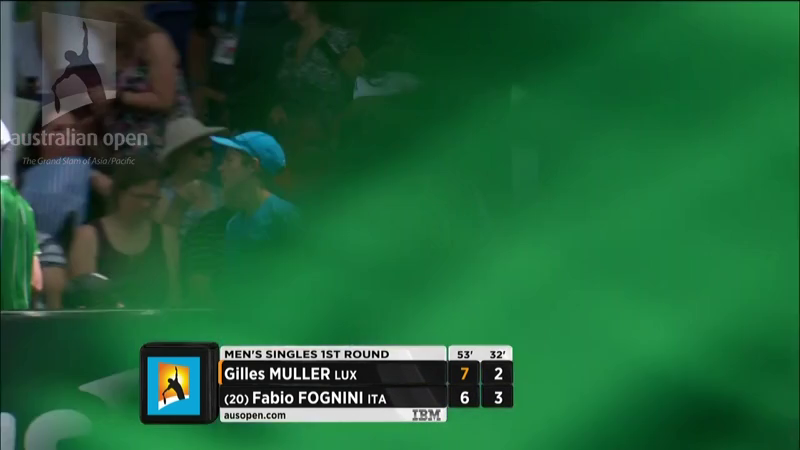 australian open
The Grand Slam of Asia/Pacific
MEN'S SINGLES 1ST ROUND 53' 32'
Gilles MULLER LUX 7 2
(20) Fabio FOGNINI ITA 6 3
ausopen.com IBM